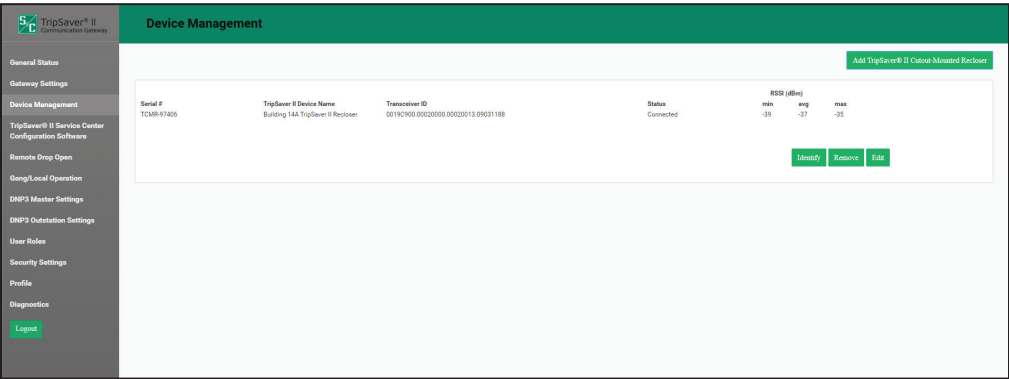 S&C TripSaver® II
Communication Gateway
Device Management
General Status
Gateway Settings
Device Management
TripSaver® II Service Center
Configuration Software
Remote Drop Open
Gang/Local Operation
DNP3 Master Settings
DNP3 Outstation Settings
User Roles
Security Settings
Profile
Diagnostics
Logout
Add TripSaver® II Cutout-Mounted Recloser
RSSI (dBm)
Serial # TripSaver II Device Name Transceiver ID Status min avg max
TCMR-97406 Building 14A TripSaver II Recloser 0019C900.00020000.00020013.09031188 Connected -39 -37 -35
Identify Remove Edit